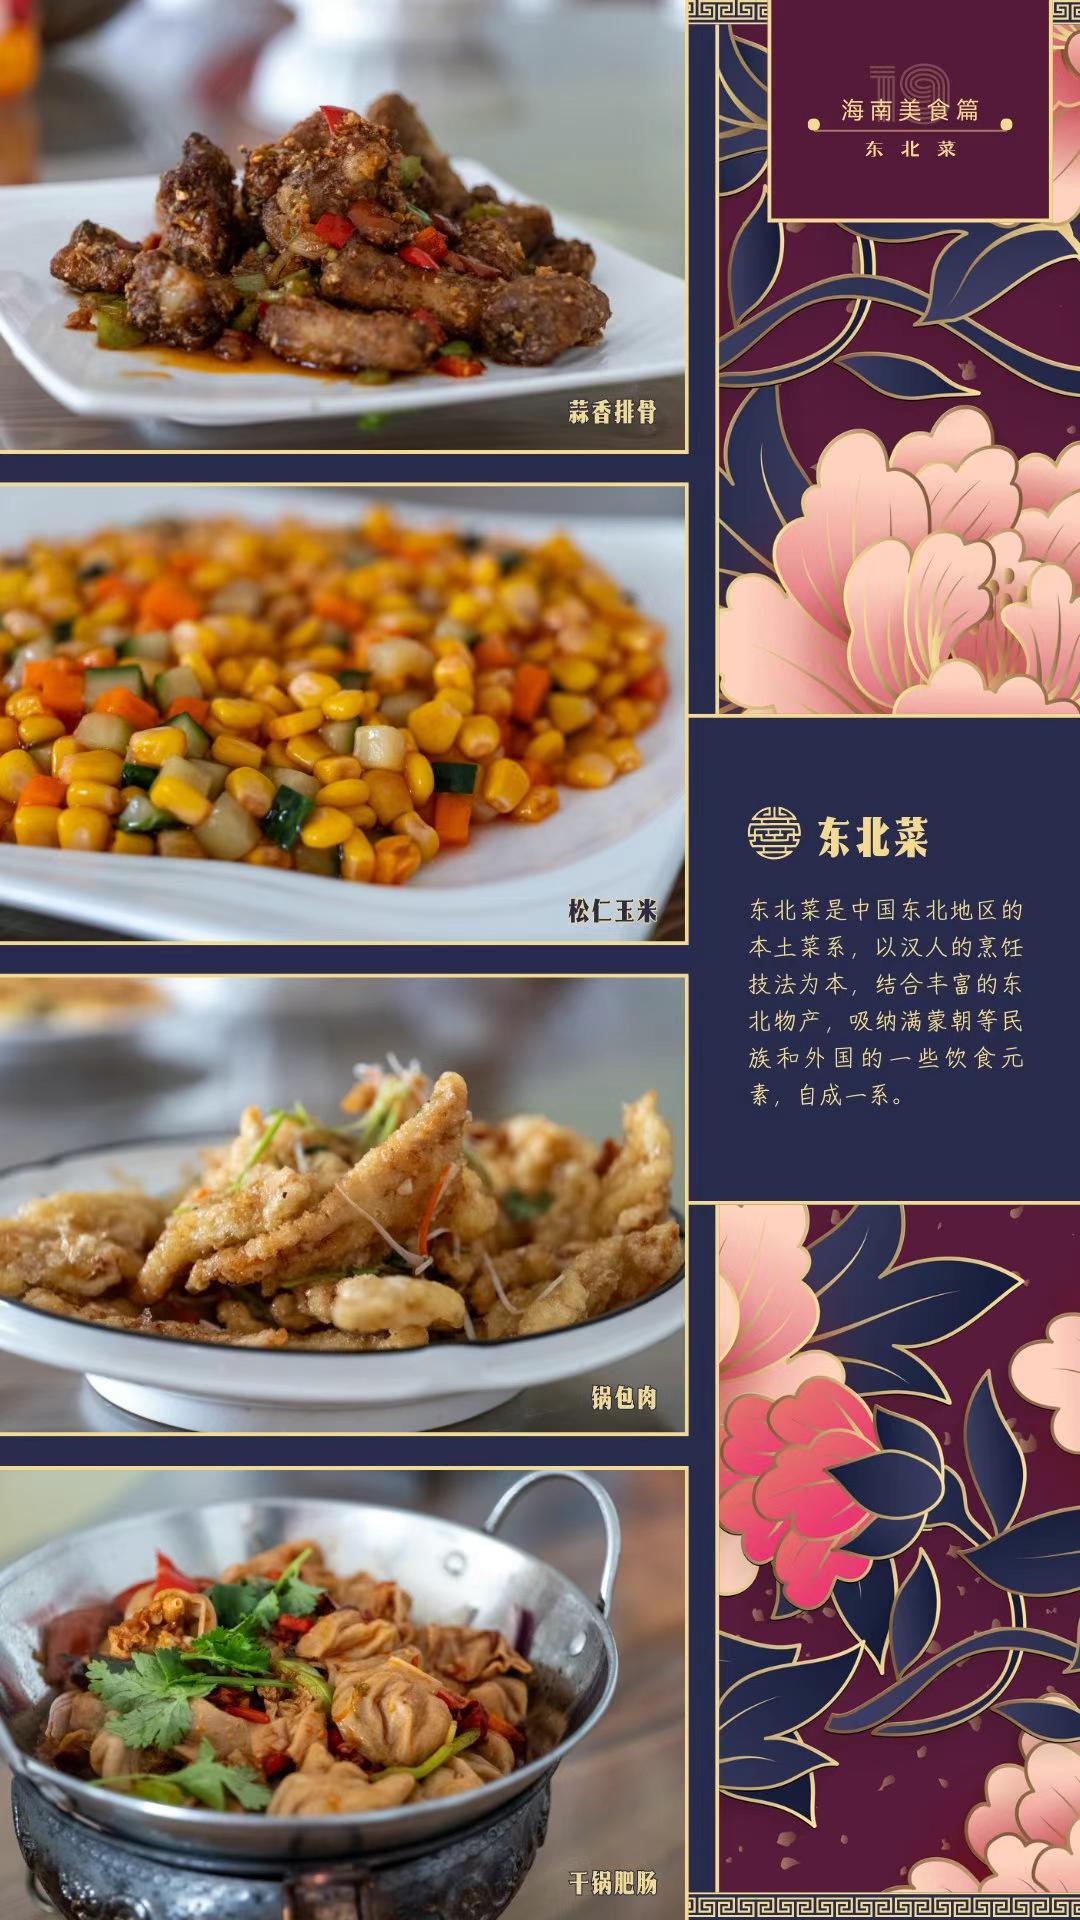 19
海南美食篇
东北菜
蒜香排骨
松仁玉米
东北菜
东北菜是中国东北地区的
本土菜系，以汉人的烹饪
技法为本，结合丰富的东
北物产，吸纳满蒙朝等民
族和外国的一些饮食元
素，自成一系。
锅包肉
干锅肥肠